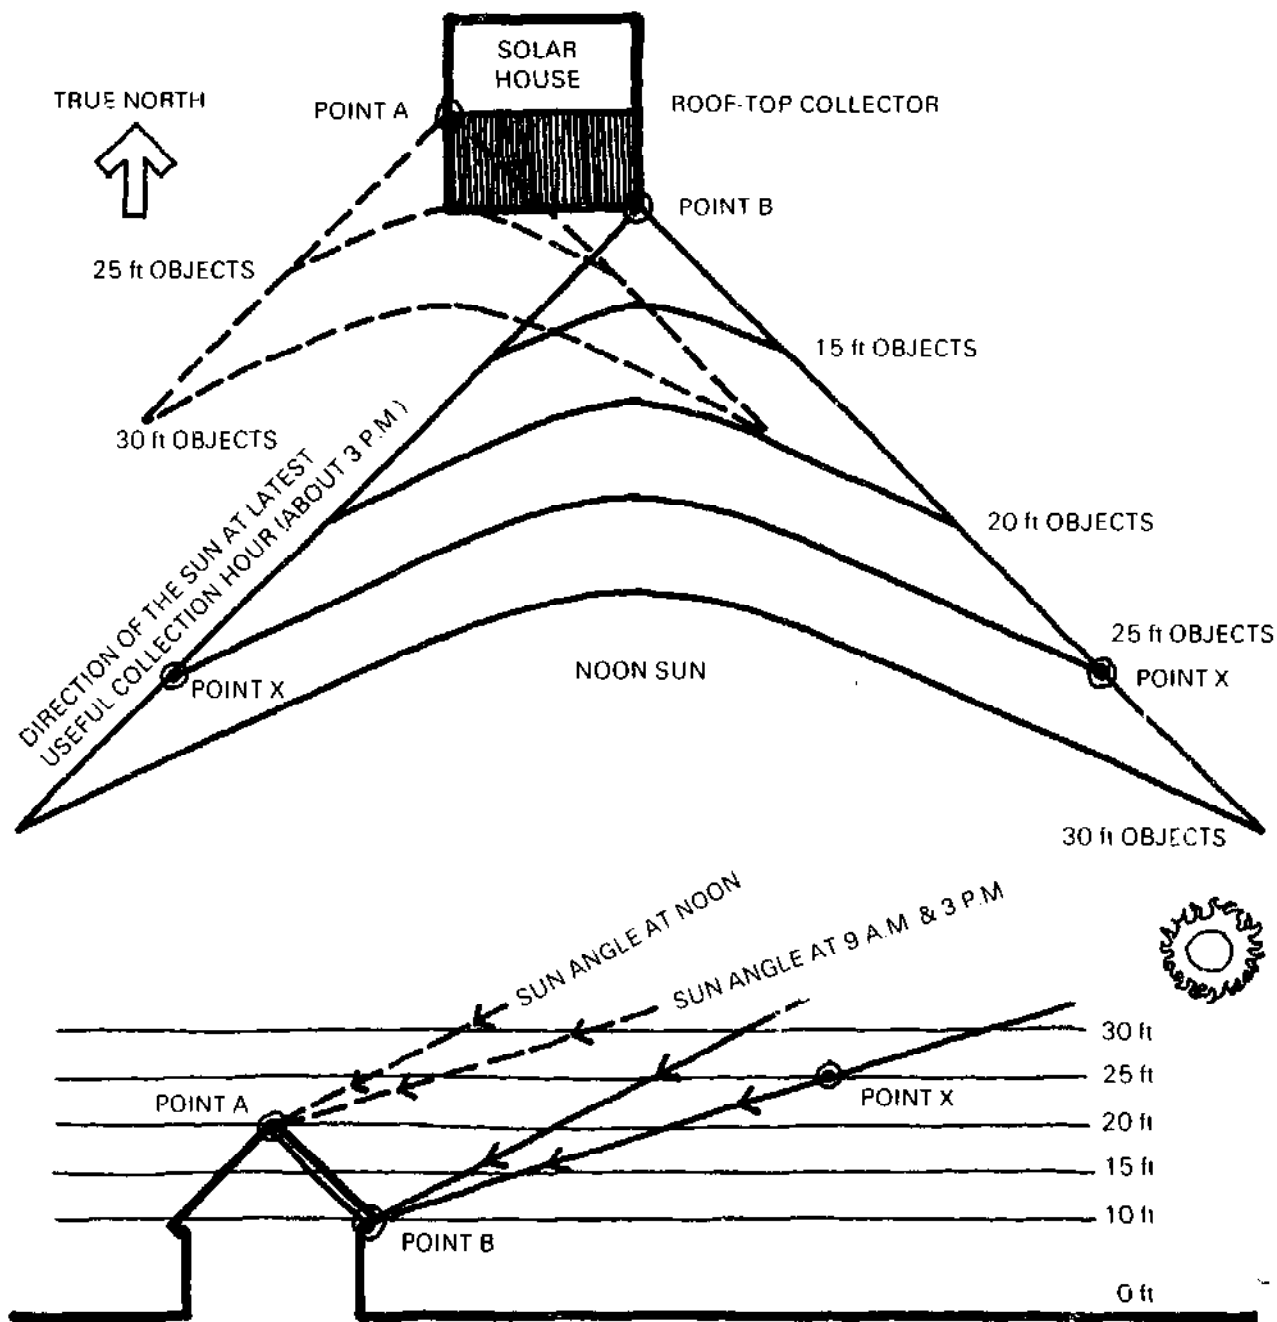 SOLAR
HOUSE
TRUE NORTH
POINT A
ROOF-TOP COLLECTOR
POINT B
25 ft OBJECTS
15 ft OBJECTS
30 ft OBJECTS
DIRECTION OF THE SUN AT LATEST
USEFUL COLLECTION HOUR (ABOUT 3 P.M.)
20 ft OBJECTS
25 ft OBJECTS
NOON SUN
POINT X
POINT X
30 ft OBJECTS
SUN ANGLE AT NOON
SUN ANGLE AT 9 A.M. & 3 P.M
30 ft
25 ft
POINT X
POINT A
20 ft
15 ft
10 ft
POINT B
0 ft